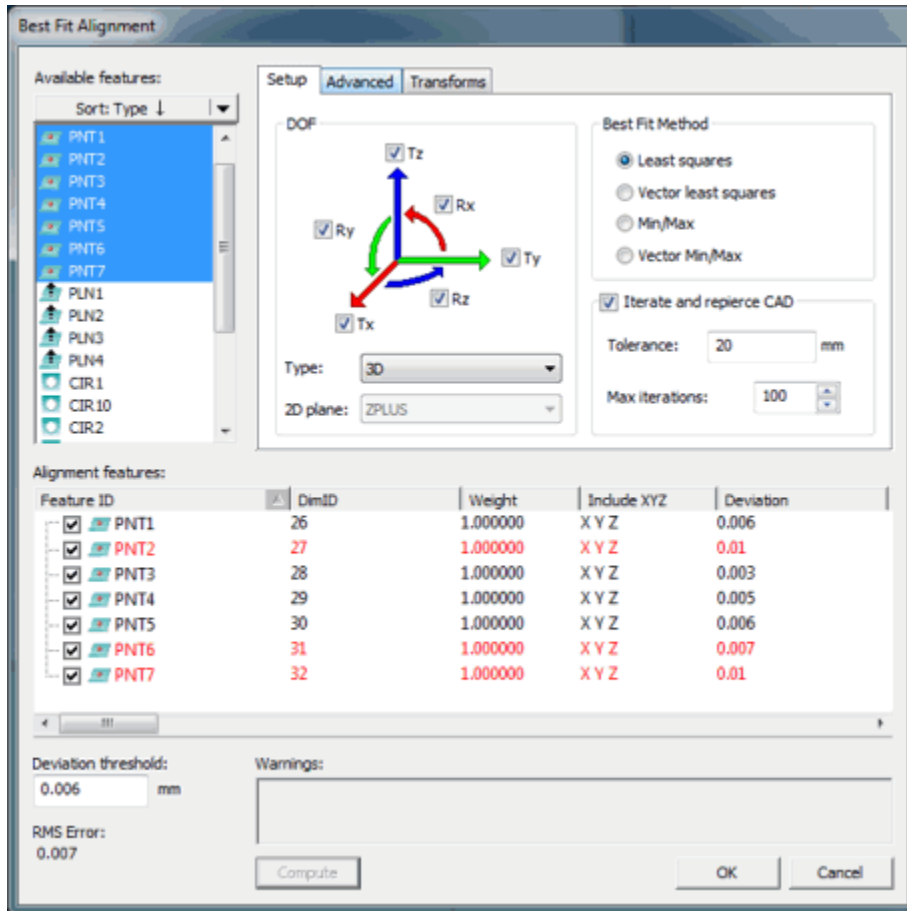 Best Fit Alignment
Available features:
Sort: Type ↓
PNT1
PNT2
PNT3
PNT4
PNT5
PNT6
PNT7
PLN1
PLN2
PLN3
PLN4
CIR1
CIR10
CIR2
Setup Advanced Transforms
DOF
Tz
Rx
Ry
Ty
Rz
Tx
Type: 3D
2D plane: ZPLUS
Best Fit Method
Least squares
Vector least squares
Min/Max
Vector Min/Max
Iterate and repierce CAD
Tolerance: 20 mm
Max iterations: 100
Alignment features:
Feature ID DimID Weight Include XYZ Deviation
PNT1 26 1.000000 X Y Z 0.006
PNT2 27 1.000000 X Y Z 0.01
PNT3 28 1.000000 X Y Z 0.003
PNT4 29 1.000000 X Y Z 0.005
PNT5 30 1.000000 X Y Z 0.006
PNT6 31 1.000000 X Y Z 0.007
PNT7 32 1.000000 X Y Z 0.01
Deviation threshold:
0.006 mm
RMS Error:
0.007
Warnings:
Compute OK Cancel